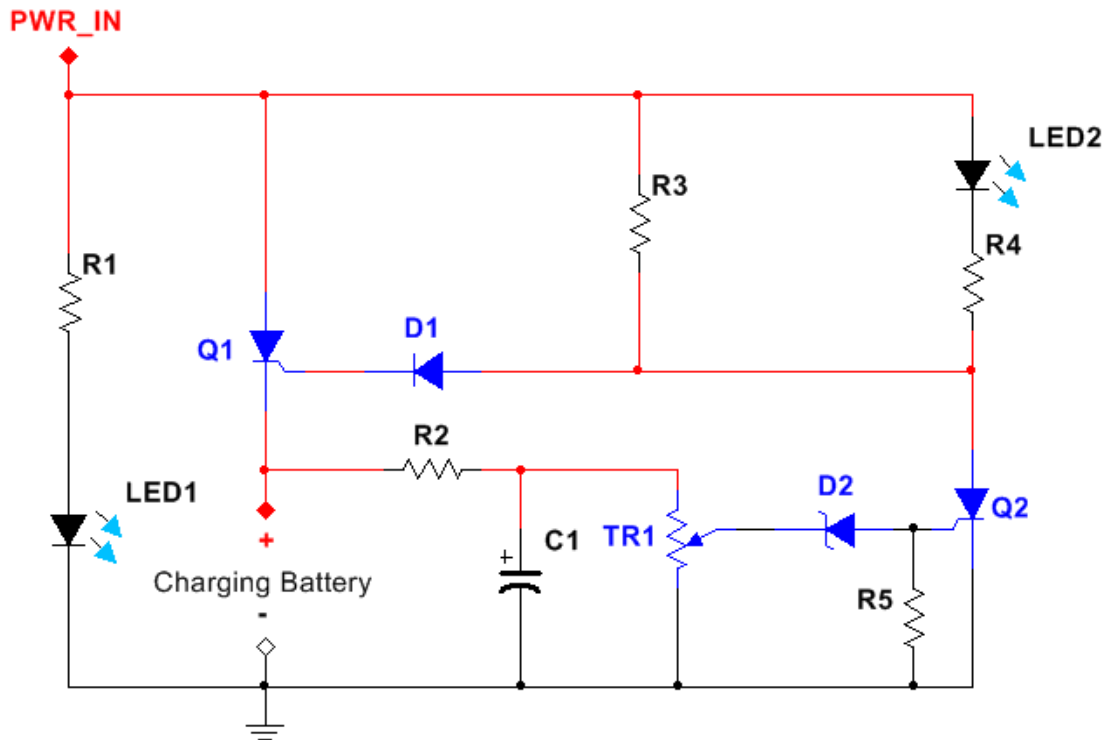 PWR_IN
LED2
R3
R4
R1
D1
Q1
R2
D2
LED1
Q2
TR1
C1
+
+
Charging Battery
R5
-